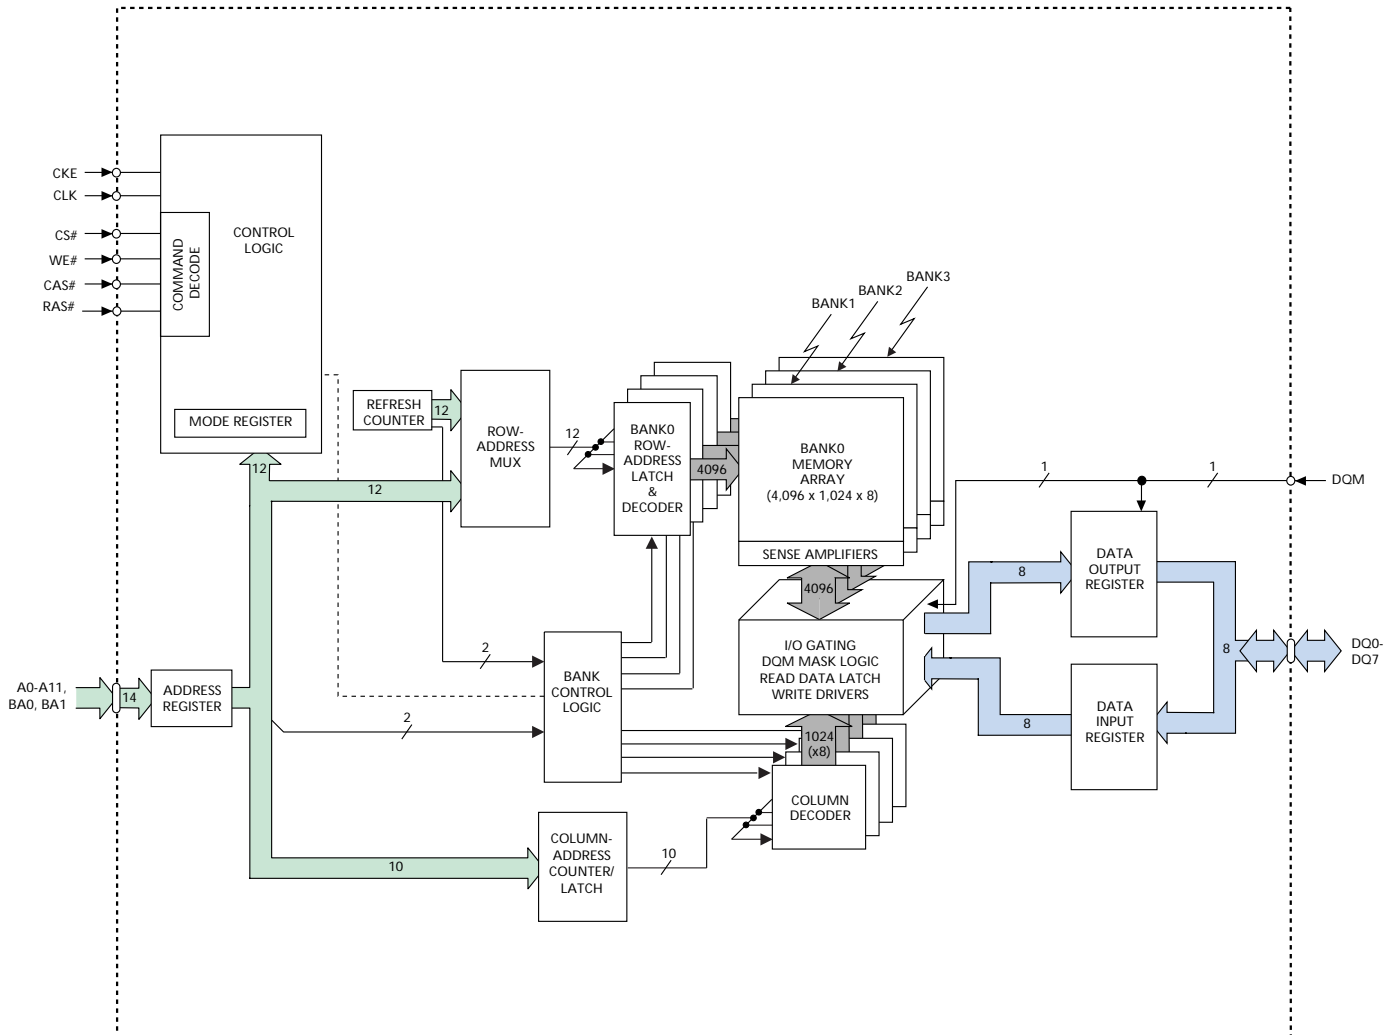 CKE
CLK
CS#
WE#
CAS#
RAS#
COMMAND
DECODE
CONTROL
LOGIC
MODE REGISTER
12
REFRESH
COUNTER
12
12
ROW-
ADDRESS
MUX
12
BANK0
ROW-
ADDRESS
LATCH
&
DECODER
4096
BANK1
BANK2
BANK3
BANK0
MEMORY
ARRAY
(4,096 x 1,024 x 8)
SENSE AMPLIFIERS
4096
I/O GATING
DQM MASK LOGIC
READ DATA LATCH
WRITE DRIVERS
1024
(x8)
COLUMN
DECODER
1
1
DQM
8
DATA
OUTPUT
REGISTER
8
DQ0-
DQ7
8
DATA
INPUT
REGISTER
A0-A11,
BA0, BA1
14
ADDRESS
REGISTER
2
2
BANK
CONTROL
LOGIC
10
COLUMN-
ADDRESS
COUNTER/
LATCH
10